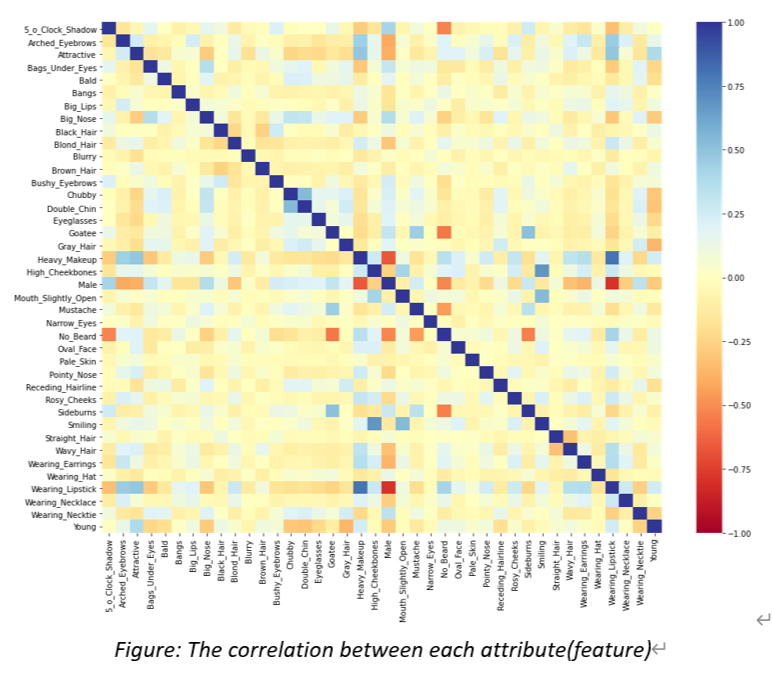 5_o_Clock_Shadow
Arched_Eyebrows
Attractive
Bags_Under_Eyes
Bald
Bangs
Big_Lips
Big_Nose
Black_Hair
Blond_Hair
Blurry
Brown_Hair
Bushy_Eyebrows
Chubby
Double_Chin
Eyeglasses
Goatee
Gray_Hair
Heavy_Makeup
High_Cheekbones
Male
Mouth_Slightly_Open
Mustache
Narrow_Eyes
No_Beard
Oval_Face
Pale_Skin
Pointy_Nose
Receding_Hairline
Rosy_Cheeks
Sideburns
Smiling
Straight_Hair
Wavy_Hair
Wearing_Earrings
Wearing_Hat
Wearing_Lipstick
Wearing_Necklace
Wearing_Necktie
Young
5_o_Clock_Shadow
Arched_Eyebrows
Attractive
Bags_Under_Eyes
Bald
Bangs
Big_Lips
Big_Nose
Black_Hair
Blond_Hair
Blurry
Brown_Hair
Bushy_Eyebrows
Chubby
Double_Chin
Eyeglasses
Goatee
Gray_Hair
Heavy_Makeup
High_Cheekbones
Male
Mouth_Slightly_Open
Mustache
Narrow_Eyes
No_Beard
Oval_Face
Pale_Skin
Pointy_Nose
Receding_Hairline
Rosy_Cheeks
Sideburns
Smiling
Straight_Hair
Wavy_Hair
Wearing_Earrings
Wearing_Hat
Wearing_Lipstick
Wearing_Necklace
Wearing_Necktie
Young
1.00
0.75
0.50
0.25
0.00
−0.25
−0.50
−0.75
−1.00
Figure: The correlation between each attribute(feature)